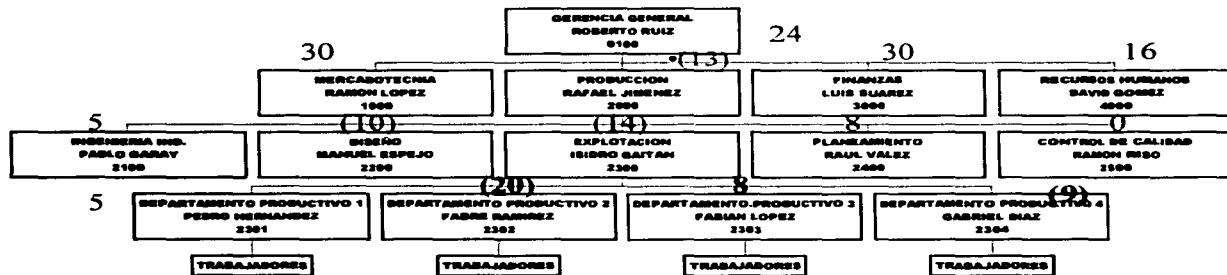 GERENCIA GENERAL
ROBERTO RUIZ
0100
24
30
•(13)
30
16
MERCADOTECNIA
RAMÓN LOPEZ
1000
PRODUCCION
RAFAEL JIMENEZ
2000
FINANZAS
LUIS SUAREZ
3000
RECURSOS HUMANOS
DAVID GOMEZ
4000
5
(10)
(14)
8
0
INGENIERIA IND.
PABLO GARAY
2100
DISEÑO
MANUEL ESPEJO
2200
EXPLOTACION
ISIDRO GAITAN
2300
PLANEAMIENTO
RAUL VALEZ
2400
CONTROL DE CALIDAD
RAMON RISO
2500
5
(20)
8
(9)
DEPARTAMENTO PRODUCTIVO 1
PEDRO HERNANDEZ
2301
DEPARTAMENTO PRODUCTIVO 2
FABRE RAMIREZ
2302
DEPARTAMENTO-PRODUCTIVO 3
FABIAN LOPEZ
2303
DEPARTAMENTO PRODUCTIVO 4
GABRIEL DIAZ
2304
TRABAJADORES
TRABAJADORES
TRABAJADORES
TRABAJADORES